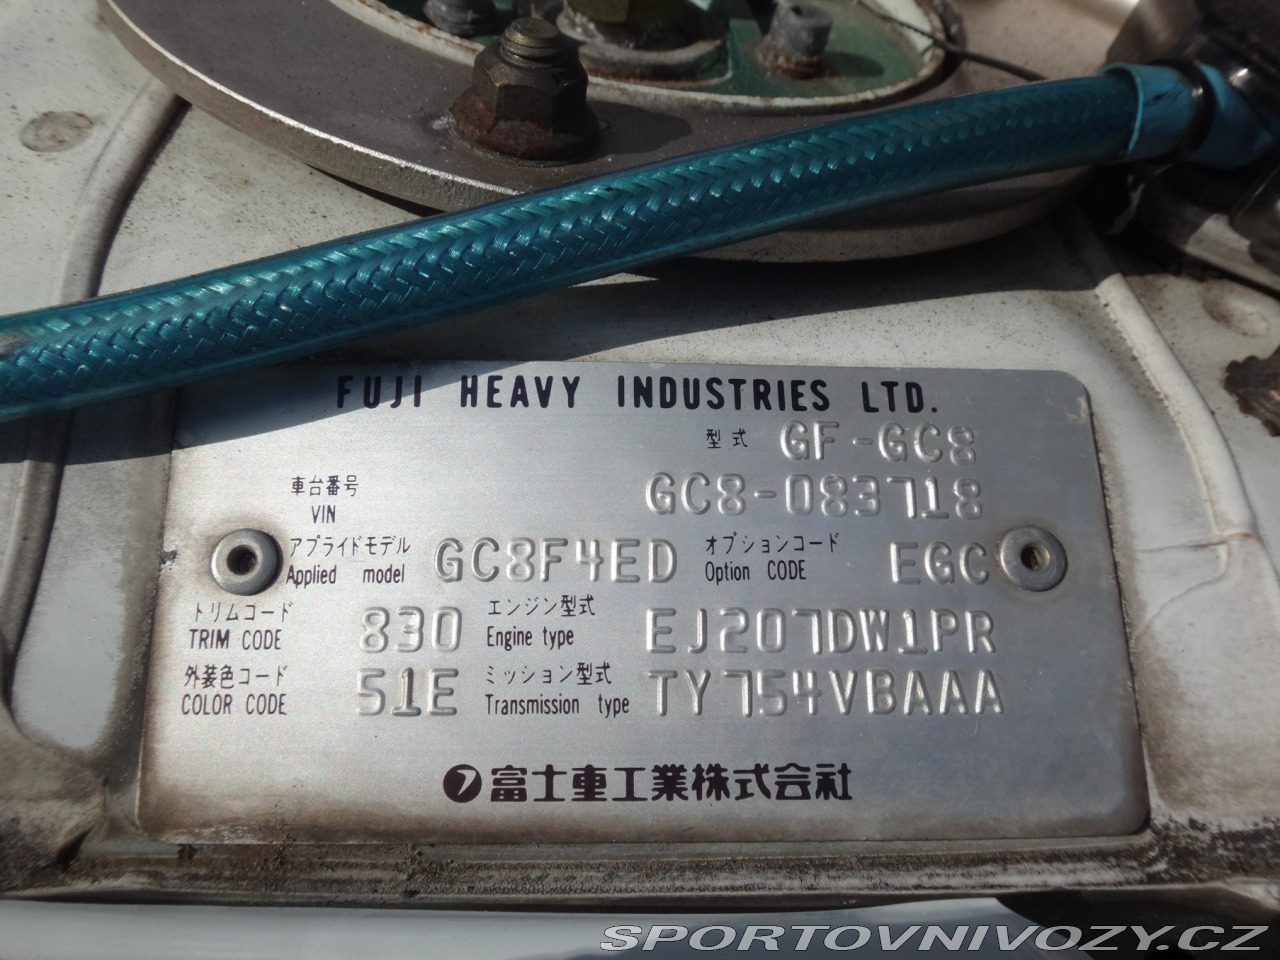 FUJI HEAVY INDUSTRIES LTD.
型式 GF-GC8
車台番号 VIN GC8-083718
アプライドモデル オプションコード
Applied model GC8F4ED Option CODE EGC
トリムコード エンジン型式
TRIM CODE 830 Engine type EJ207DW1PR
外装色コード ミッション型式
COLOR CODE 51E Transmission type TY754VBAAA
富士重工業株式会社
SPORTOVNIVOZY.CZ